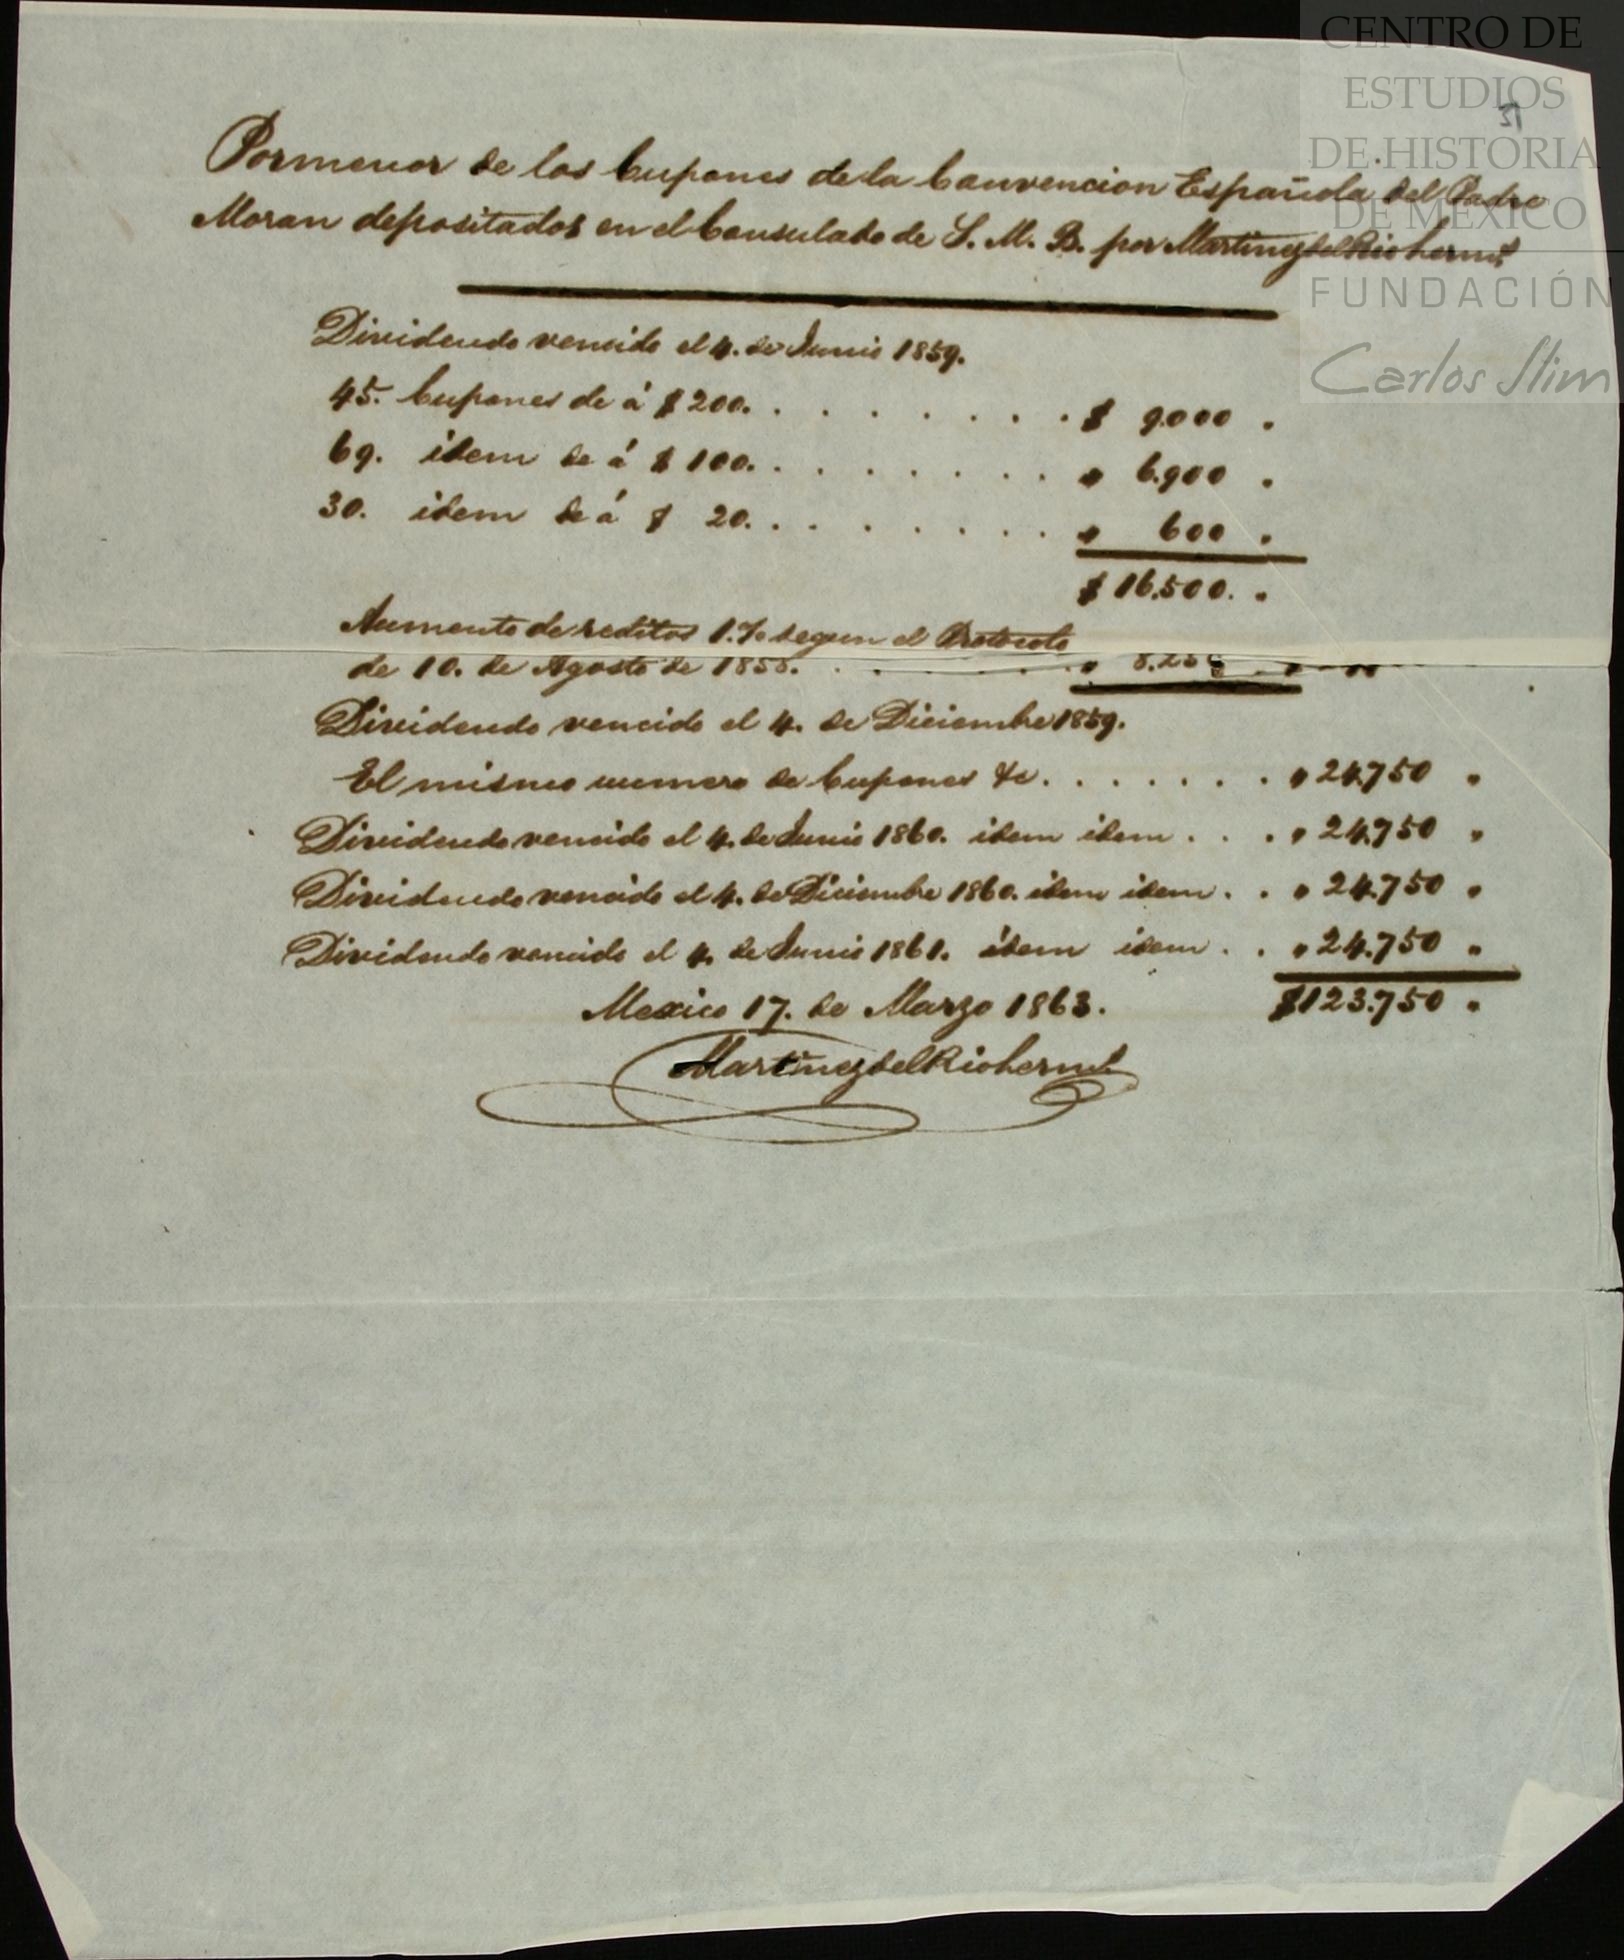 CENTRO DE
ESTUDIOS
DE HISTORIA
DE MÉXICO
FUNDACIÓN
Carlos Slim
31
Pormenor de los Cupones de la Convencion Española del Padre
Moran depositados en el Consulado de S. M. B. por Martinez del Rio herms
Dividendo vencido el 4. de Junio 1859.
45. Cupones de á $ 200. . . . . . . . . $ 9.000 "
69. idem de á $ 100. . . . . . . . " 6.900 "
30. idem de á $ 20. . . . . . . . " 600 "
$ 16.500. "
Aumento de reditos 1.% segun el Protocolo
de 10. de Agosto de 1858. . . . . . . " 8.250 "
Dividendo vencido el 4. de Diciembre 1859.
El mismo numero de Cupones &c. . . . . . . " 24.750 "
Dividendo vencido el 4. de Junio 1860. idem idem . . . " 24.750 "
Dividendo vencido el 4. de Diciembre 1860. idem idem . . " 24.750 "
Dividendo vencido el 4. de Junio 1861. idem idem . . " 24.750 "
Mexico 17. de Marzo 1863. $123.750 "
Martinez del Rio herms